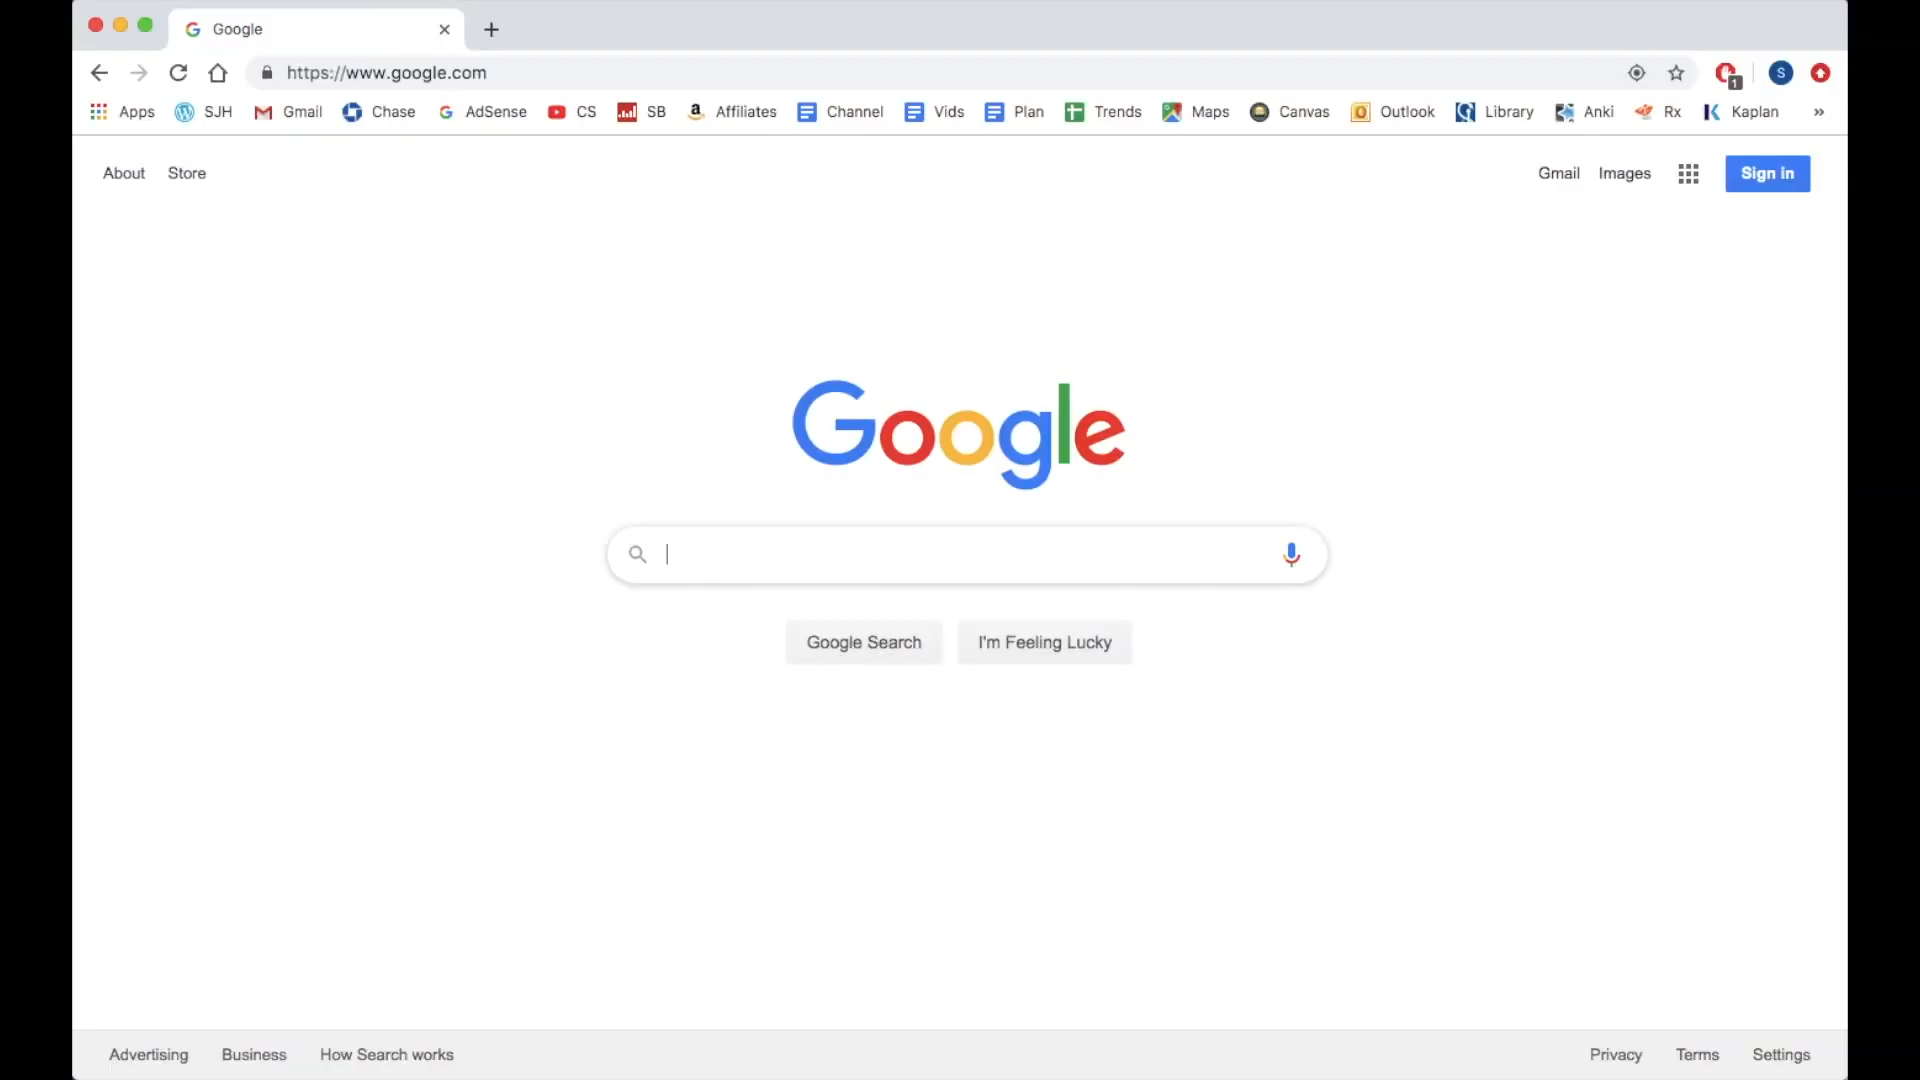 Google
https://www.google.com
1
S
Apps SJH Gmail Chase AdSense CS SB a Affiliates Channel Vids Plan Trends Maps Canvas Outlook Library Anki Rx Kaplan »
About Store Gmail Images Sign in
Google
Google Search I'm Feeling Lucky
Advertising Business How Search works Privacy Terms Settings